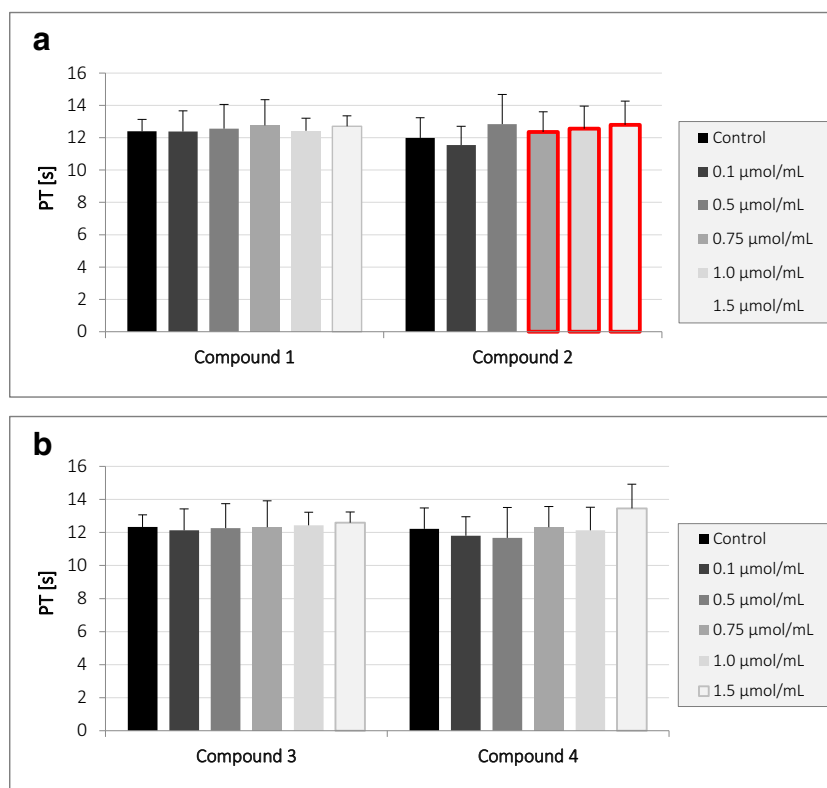 a
16
14
12
10
8
6
4
2
0
PT [s]
Compound 1
Compound 2
Control
0.1 µmol/mL
0.5 µmol/mL
0.75 µmol/mL
1.0 µmol/mL
1.5 µmol/mL
b
16
14
12
10
8
6
4
2
0
PT [s]
Compound 3
Compound 4
Control
0.1 µmol/mL
0.5 µmol/mL
0.75 µmol/mL
1.0 µmol/mL
1.5 µmol/mL